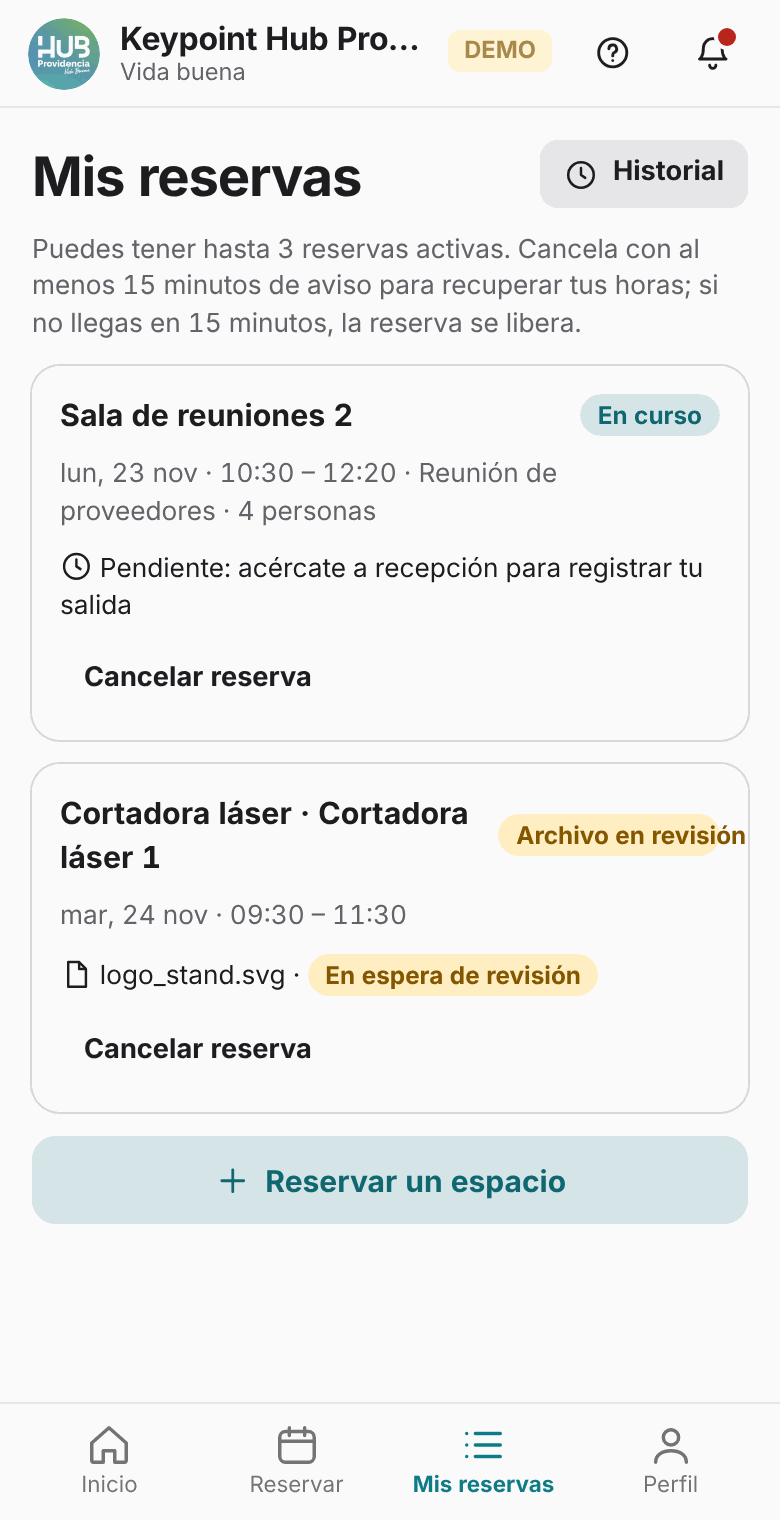 HUB
Providencia
Keypoint Hub Pro...
Vida buena
DEMO
Mis reservas
Historial
Puedes tener hasta 3 reservas activas. Cancela con al
menos 15 minutos de aviso para recuperar tus horas; si
no llegas en 15 minutos, la reserva se libera.
Sala de reuniones 2
En curso
lun, 23 nov · 10:30 – 12:20 · Reunión de
proveedores · 4 personas
Pendiente: acércate a recepción para registrar tu
salida
Cancelar reserva
Cortadora láser · Cortadora
láser 1
Archivo en revisión
mar, 24 nov · 09:30 – 11:30
logo_stand.svg · En espera de revisión
Cancelar reserva
Reservar un espacio
Inicio
Reservar
Mis reservas
Perfil